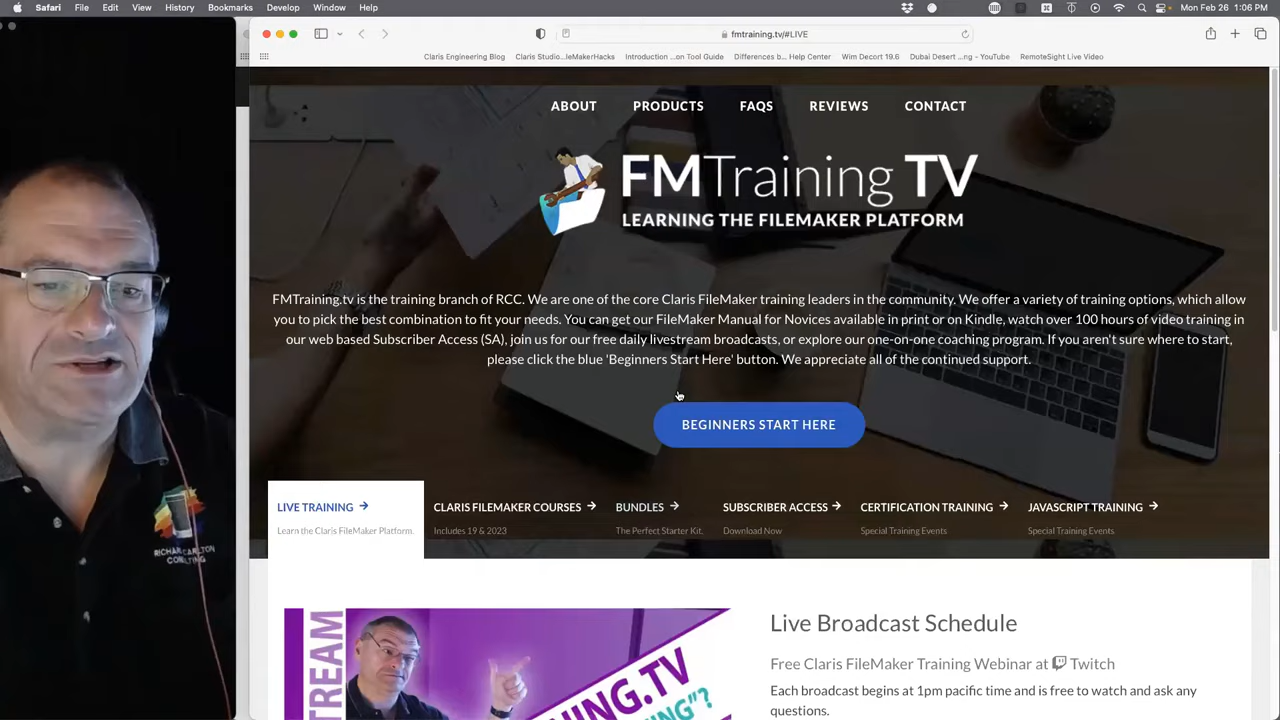 Safari File Edit View History Bookmarks Develop Window Help
Mon Feb 26 1:06 PM
fmtraining.tv/#LIVE
Claris Engineering Blog Claris Studio...leMakerHacks Introduction ...on Tool Guide Differences b... Help Center Wim Decort 19.6 Dubai Desert ...ng - YouTube RemoteSight Live Video
ABOUT PRODUCTS FAQS REVIEWS CONTACT
FMTraining TV
LEARNING THE FILEMAKER PLATFORM
FMTraining.tv is the training branch of RCC. We are one of the core Claris FileMaker training leaders in the community. We offer a variety of training options, which allow
you to pick the best combination to fit your needs. You can get our FileMaker Manual for Novices available in print or on Kindle, watch over 100 hours of video training in
our web based Subscriber Access (SA), join us for our free daily livestream broadcasts, or explore our one-on-one coaching program. If you aren't sure where to start,
please click the blue 'Beginners Start Here' button. We appreciate all of the continued support.
BEGINNERS START HERE
LIVE TRAINING CLARIS FILEMAKER COURSES BUNDLES SUBSCRIBER ACCESS CERTIFICATION TRAINING JAVASCRIPT TRAINING
Learn the Claris FileMaker Platform. Includes 19 & 2023 The Perfect Starter Kit. Download Now Special Training Events Special Training Events
RICHARD CARLTON
CONSULTING
Live Broadcast Schedule
Free Claris FileMaker Training Webinar at Twitch
Each broadcast begins at 1pm pacific time and is free to watch and ask any
questions.